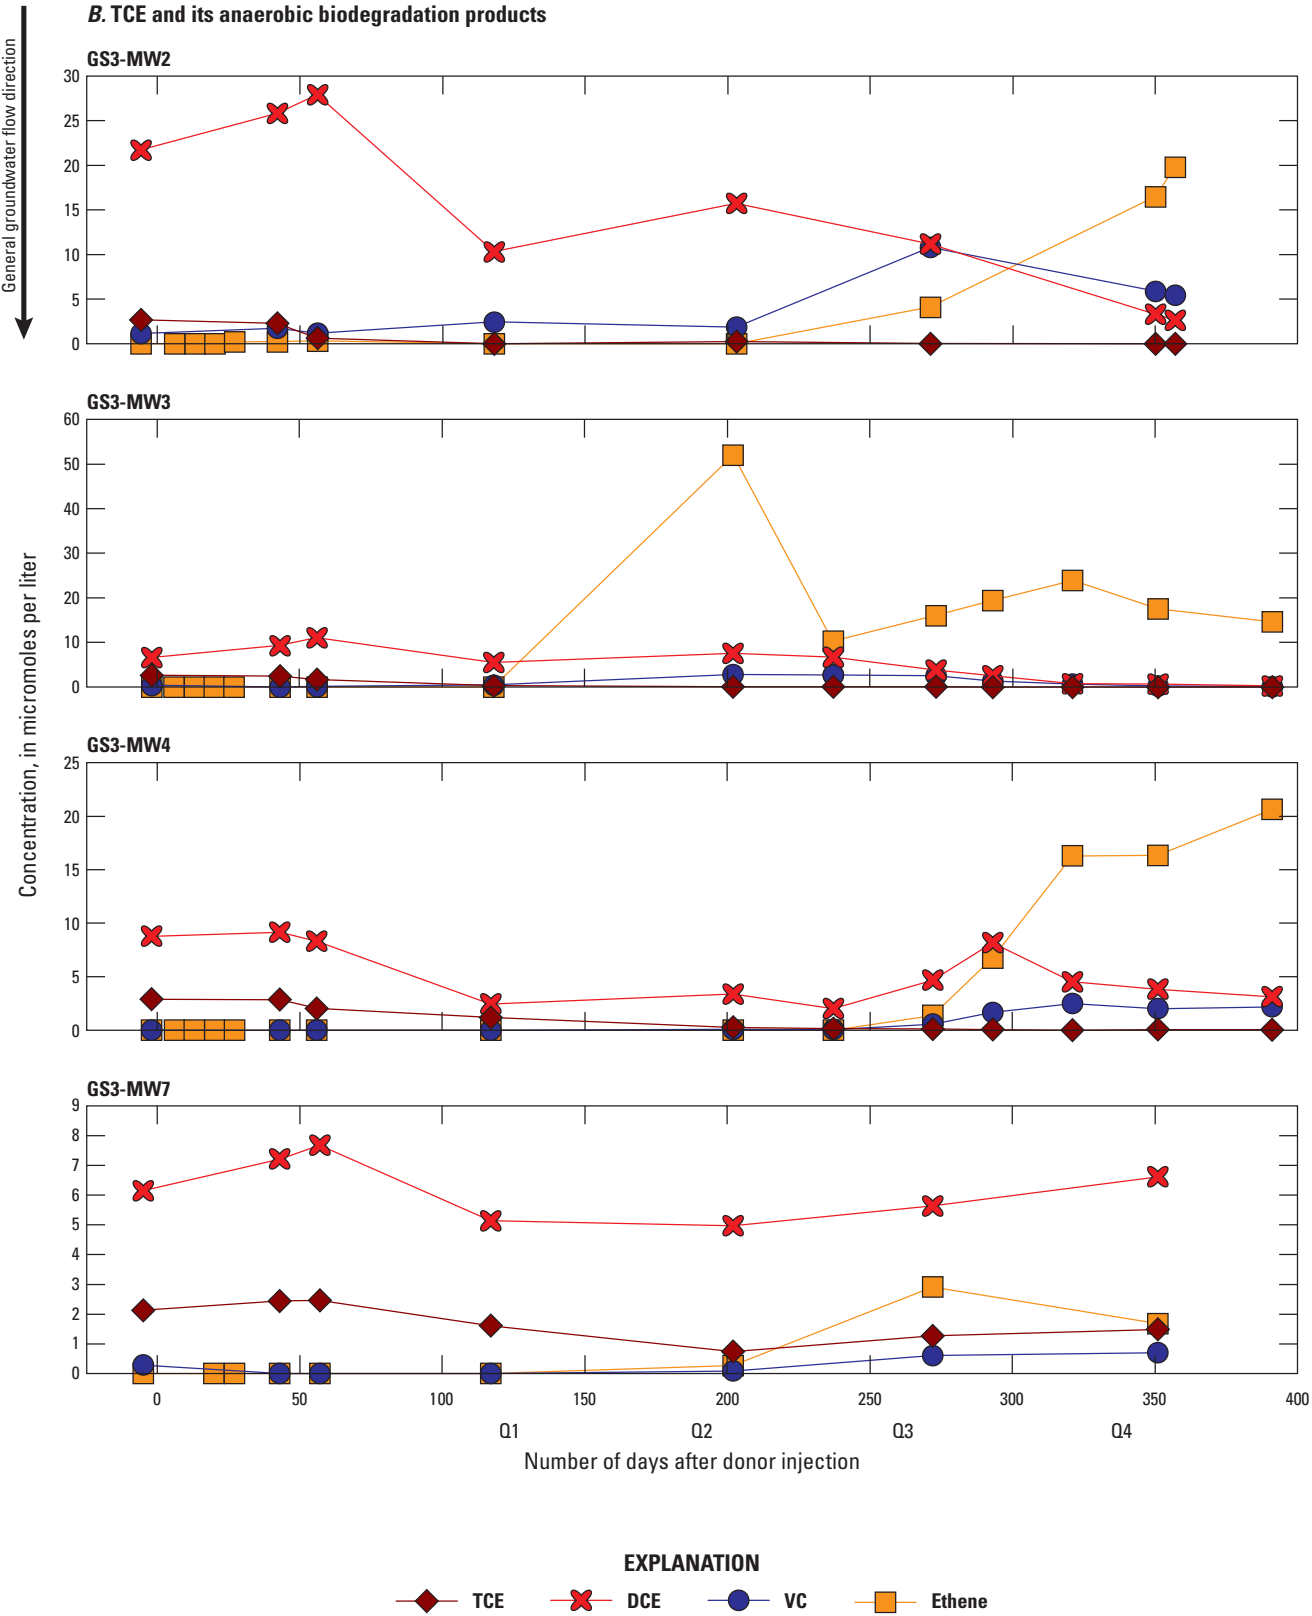 B. TCE and its anaerobic biodegradation products
General groundwater flow direction
Concentration, in micromoles per liter
GS3-MW2
30
25
20
15
10
5
0
GS3-MW3
60
50
40
30
20
10
0
GS3-MW4
25
20
15
10
5
0
GS3-MW7
9
8
7
6
5
4
3
2
1
0
0 50 100 150 200 250 300 350 400
Q1 Q2 Q3 Q4
Number of days after donor injection
EXPLANATION
TCE DCE VC Ethene